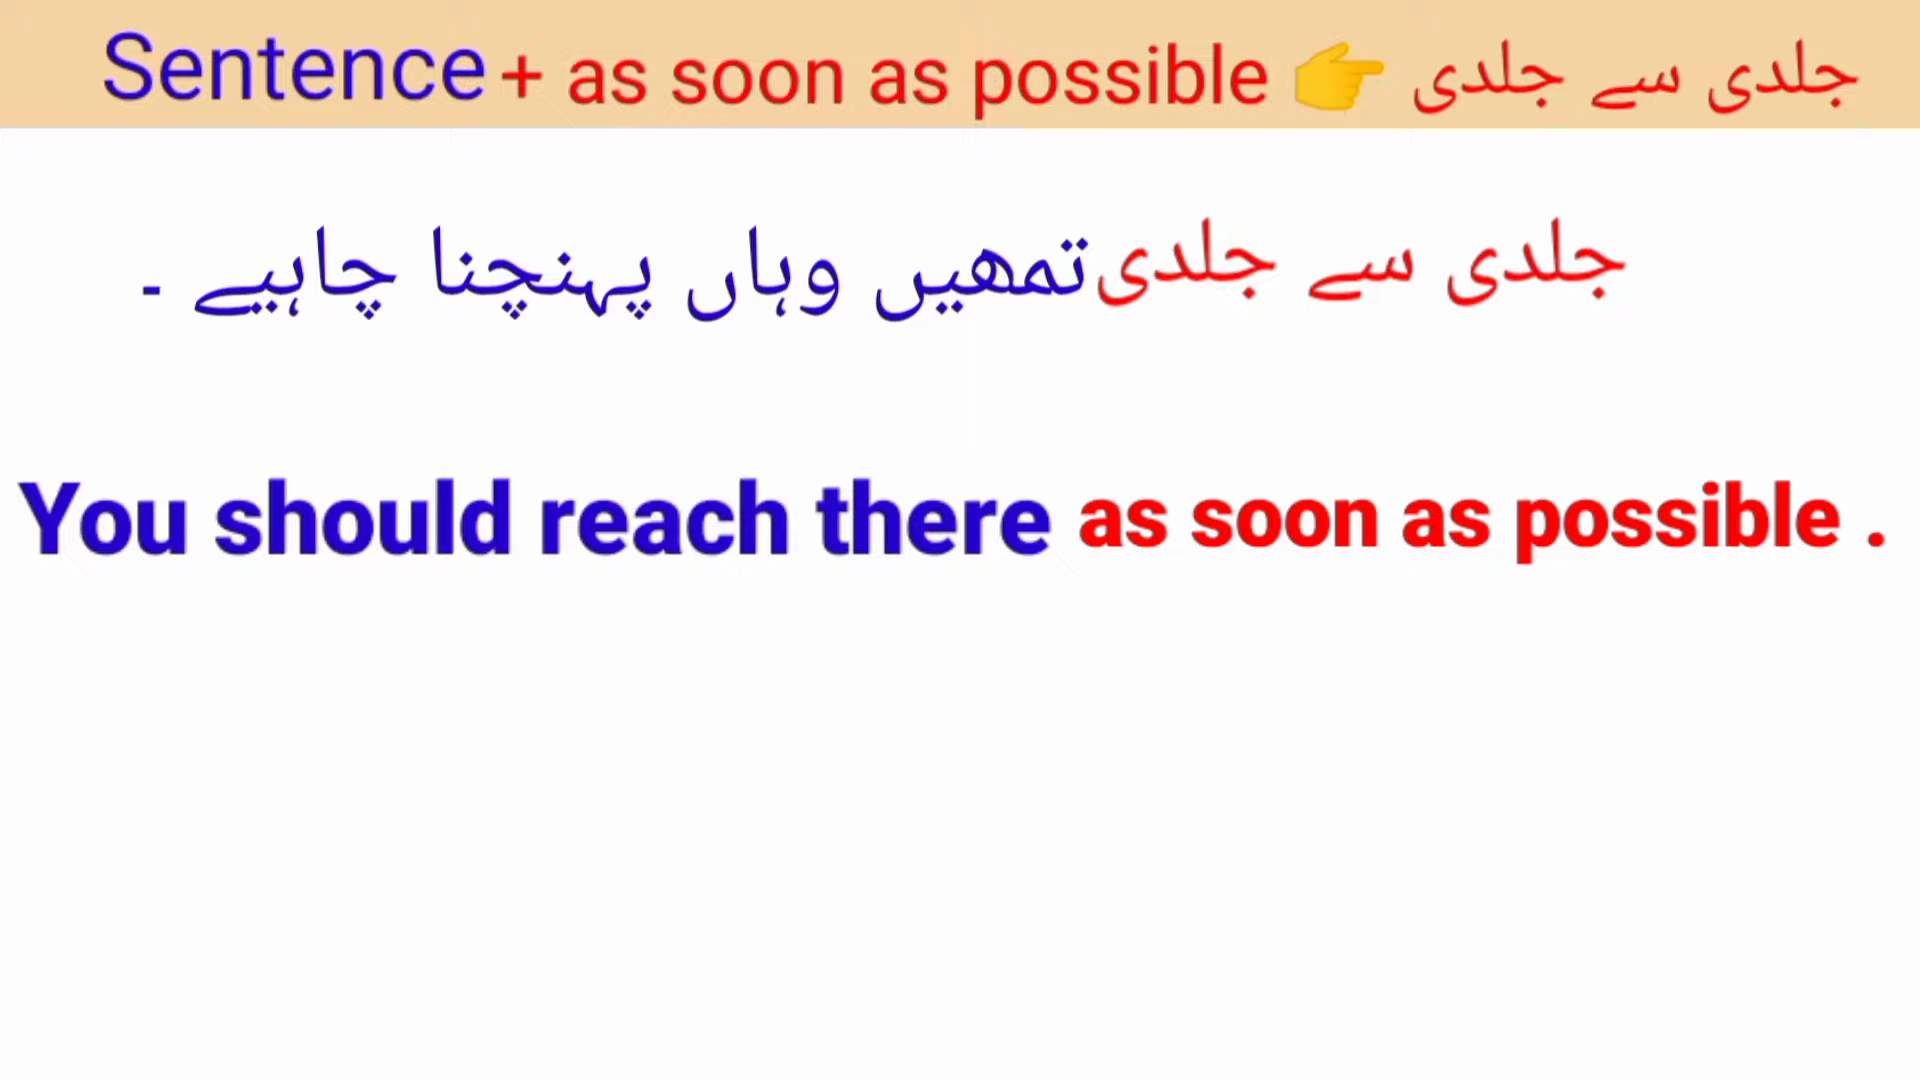 Sentence + as soon as possible 👉 جلدی سے جلدی
جلدی سے جلدی تمھیں وہاں پہنچنا چاہیے ۔
You should reach there as soon as possible .